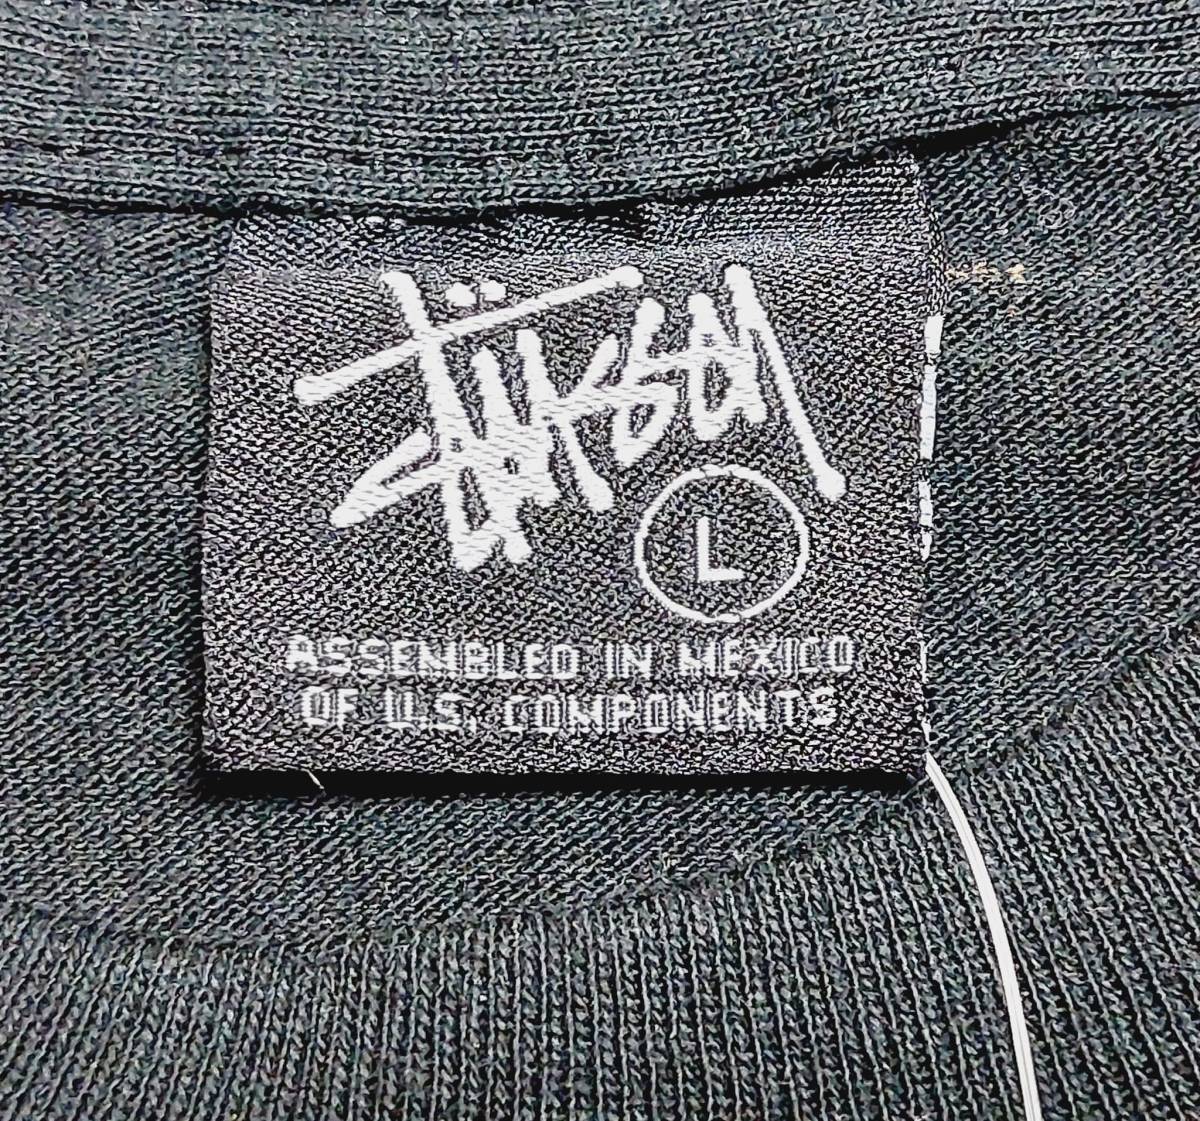 Stüssy
L
ASSEMBLED IN MEXICO
OF U.S. COMPONENTS